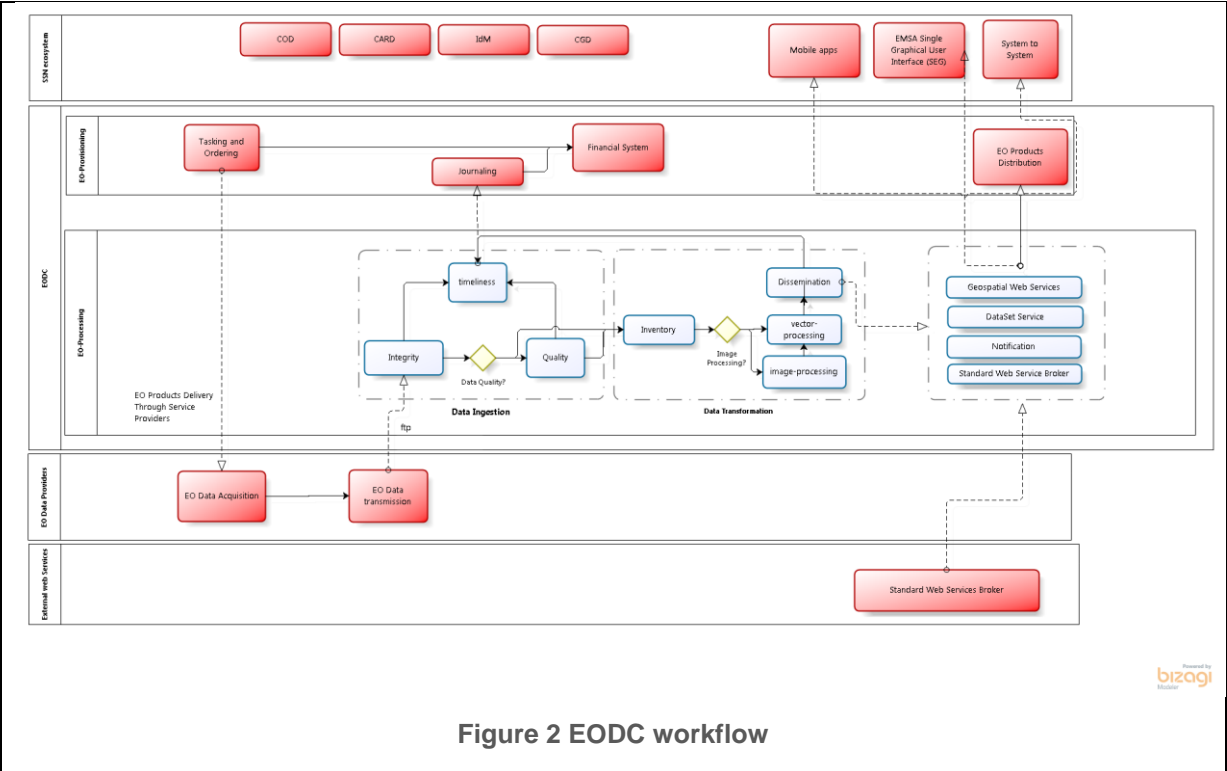 SSN ecosystem
COD
CARD
IdM
CGD
Mobile apps
EMSA Single
Graphical User
Interface (SEG)
System to
System
EODC
EO-Provisioning
Tasking and
Ordering
Journaling
Financial System
EO Products
Distribution
EO-Processing
timeliness
Integrity
Data Quality?
Quality
Data Ingestion
Inventory
Image
Processing?
Dissemination
vector-
processing
image-processing
Data Transformation
Geospatial Web Services
DataSet Service
Notification
Standard Web Service Broker
EO Products Delivery
Through Service
Providers
ftp
EO Data Providers
EO Data Acquisition
EO Data
transmission
External web Services
Standard Web Services Broker
Powered by
bizagi
Modeler
Figure 2 EODC workflow